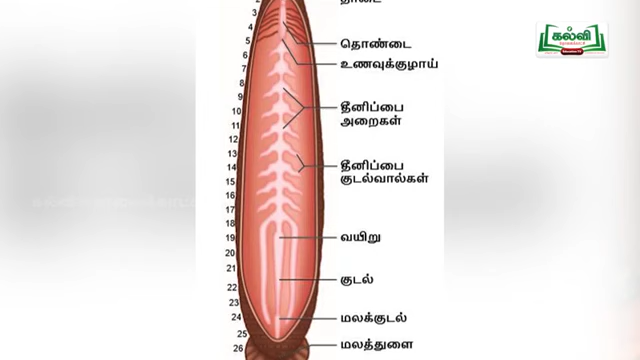 2
தாடை
3
4
5
தொண்டை
உணவுக்குழாய்
6
7
8
9
தீனிப்பை
அறைகள்
10
11
12
13
14
தீனிப்பை
குடல்வால்கள்
15
16
17
18
19
வயிறு
20
21
குடல்
22
23
24
மலக்குடல்
25
26
மலத்துளை
கல்வி